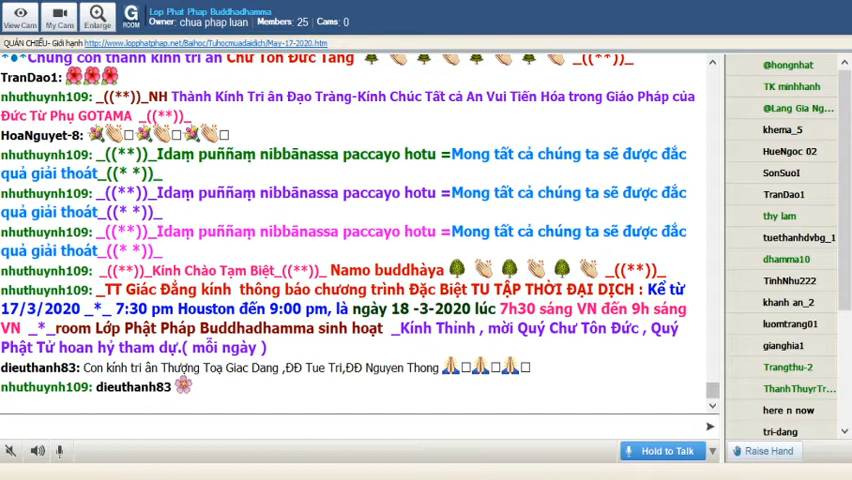 Lop Phat Phap Buddhadhamma
Owner: chua phap luan Members: 25 Cams: 0
View Cam My Cam Enlarge G ROOM
QUÁN CHIẾU- Giới hạnh http://www.lopphatphap.net/Baihoc/Tuhocmuadaidich/May-17-2020.htm
Chúng con thành kính tri ân Chư Tôn Đức Tăng _((**))_
TranDao1:
nhuthuynh109: _((**))_NH Thành Kính Tri ân Đạo Tràng-Kính Chúc Tất cả An Vui Tiến Hóa trong Giáo Pháp của
Đức Từ Phụ GOTAMA _((**))_
HoaNguyet-8:
nhuthuynh109: _((**))_Idaṃ puññaṃ nibbānassa paccayo hotu =Mong tất cả chúng ta sẽ được đắc
quả giải thoát_((* *))_
nhuthuynh109: _((**))_Idaṃ puññaṃ nibbānassa paccayo hotu =Mong tất cả chúng ta sẽ được đắc
quả giải thoát_((* *))_
nhuthuynh109: _((**))_Idaṃ puññaṃ nibbānassa paccayo hotu =Mong tất cả chúng ta sẽ được đắc
quả giải thoát_((* *))_
nhuthuynh109: _((**))_Kính Chào Tạm Biệt_((**))_ Namo buddhàya _((**))_
nhuthuynh109: _TT Giác Đẳng kính thông báo chương trình Đặc Biệt TU TẬP THỜI ĐẠI DỊCH : Kể từ
17/3/2020 _*_ 7:30 pm Houston đến 9:00 pm, là ngày 18 -3-2020 lúc 7h30 sáng VN đến 9h sáng
VN _*_room Lớp Phật Pháp Buddhadhamma sinh hoạt _Kính Thỉnh , mời Quý Chư Tôn Đức , Quý
Phật Tử hoan hỷ tham dự.( mỗi ngày )
dieuthanh83: Con kính tri ân Thượng Toạ Giac Dang ,ĐĐ Tue Tri,ĐĐ Nguyen Thong
nhuthuynh109: dieuthanh83
@hongnhat
TK minhhanh
@Lang Gia Ng...
khema_5
HueNgoc 02
SonSuoI
TranDao1
thy lam
tuethanhdvbg_1
dhamma10
TinhNhu222
khanh an_2
luomtrang01
gianghia1
Trangthu-2
ThanhThuyrTr...
here n now
tri-dang
Hold to Talk
Raise Hand